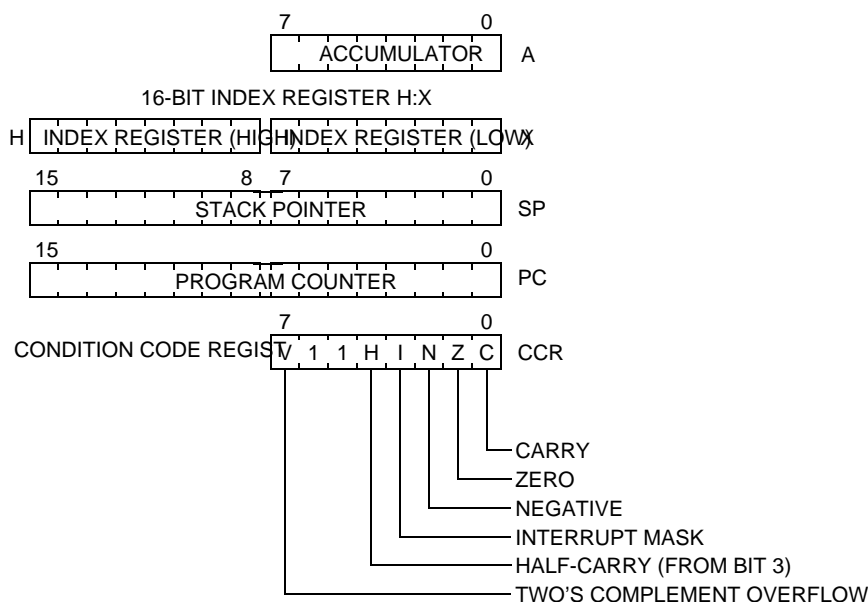 7 0
ACCUMULATOR A
16-BIT INDEX REGISTER H:X
H INDEX REGISTER (HIGH) INDEX REGISTER (LOW) X
15 8 7 0
STACK POINTER SP
15 0
PROGRAM COUNTER PC
7 0
CONDITION CODE REGIST V 1 1 H I N Z C CCR
CARRY
ZERO
NEGATIVE
INTERRUPT MASK
HALF-CARRY (FROM BIT 3)
TWO'S COMPLEMENT OVERFLOW